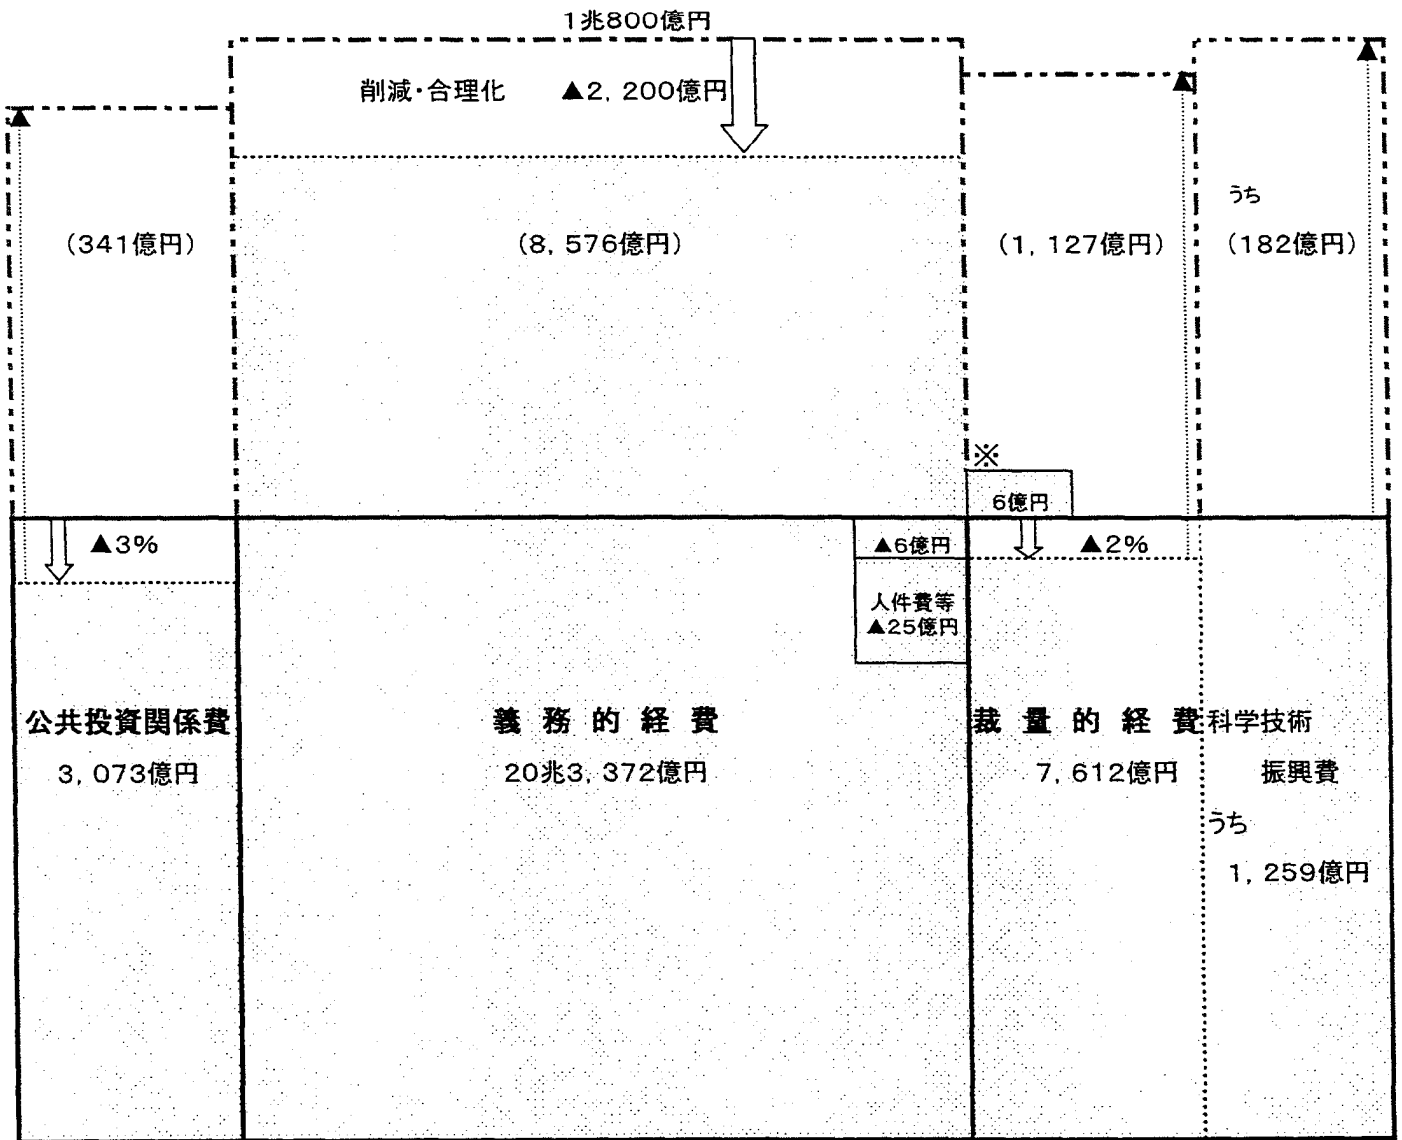 1兆800億円
削減・合理化　▲2,200億円
うち
(341億円)
(8,576億円)
(1,127億円)
(182億円)
※
6億円
▲3%
▲6億円
▲2%
人件費等
▲25億円
公共投資関係費
義務的経費
裁量的経費
科学技術
3,073億円
20兆3,372億円
7,612億円
振興費
うち
1,259億円